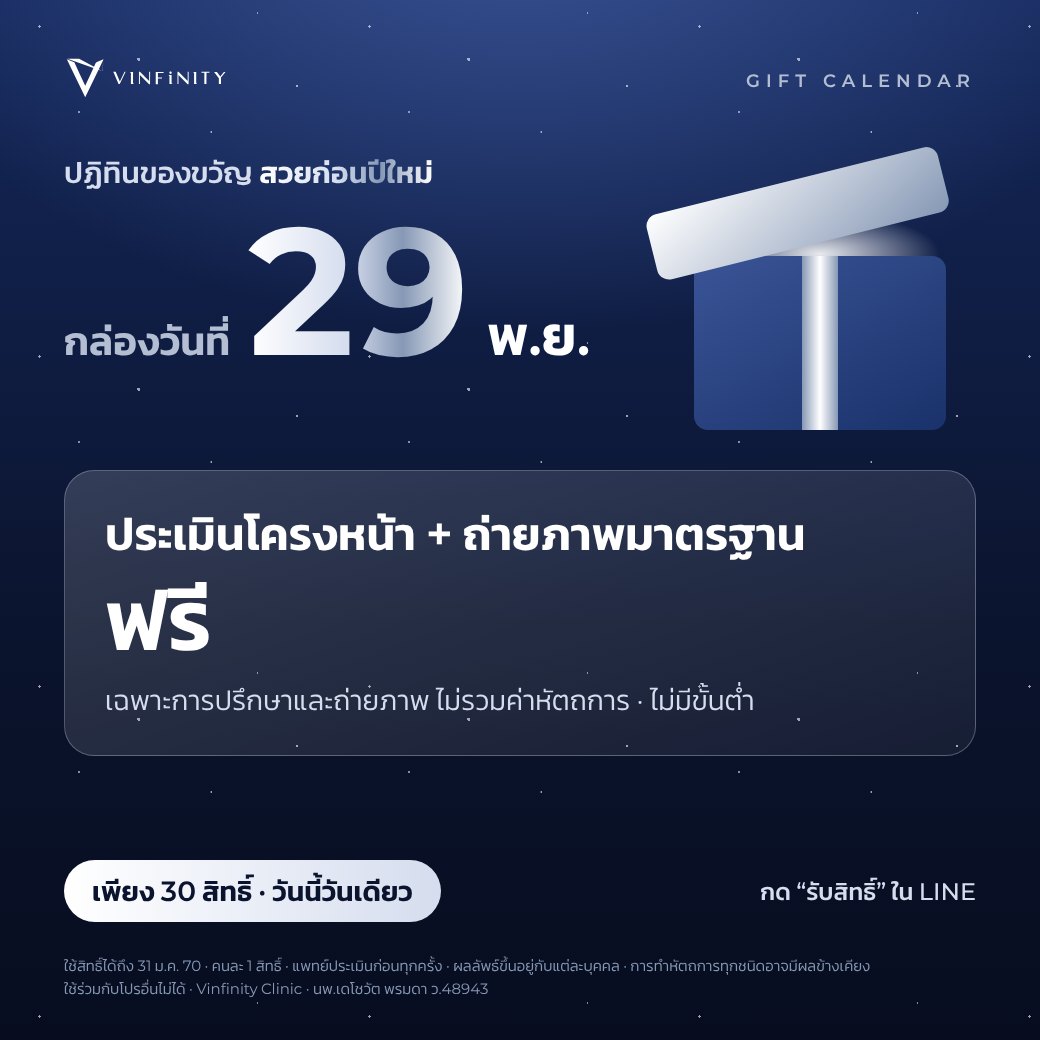 VINFiNITY
GIFT CALENDAR
ปฏิทินของขวัญ สวยก่อนปีใหม่
กล่องวันที่ 29 พ.ย.
ประเมินโครงหน้า + ถ่ายภาพมาตรฐาน
ฟรี
เฉพาะการปรึกษาและถ่ายภาพ ไม่รวมค่าหัตถการ · ไม่มีขั้นต่ำ
เพียง 30 สิทธิ์ · วันนี้วันเดียว
กด “รับสิทธิ์” ใน LINE
ใช้สิทธิ์ได้ถึง 31 ม.ค. 70 · คนละ 1 สิทธิ์ · แพทย์ประเมินก่อนทุกครั้ง · ผลลัพธ์ขึ้นอยู่กับแต่ละบุคคล · การทำหัตถการทุกชนิดอาจมีผลข้างเคียง
ใช้ร่วมกับโปรอื่นไม่ได้ · Vinfinity Clinic · นพ.เดโชวัต พรมดา ว.48943